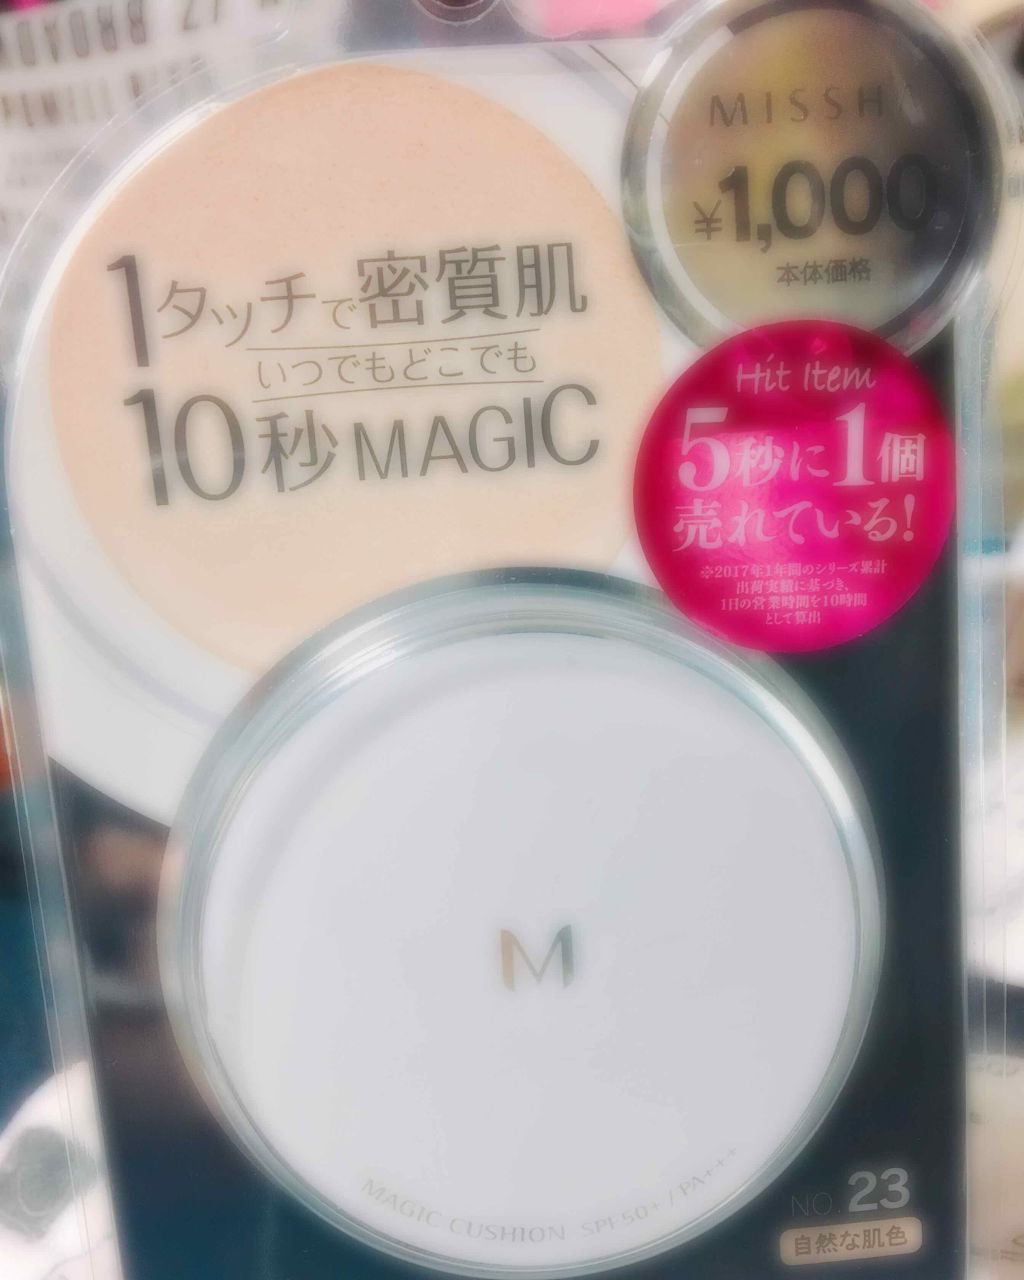 MISSHA
¥1,000
本体価格
1タッチで密質肌
いつでもどこでも
10秒MAGIC
Hit Item
5秒に1個
売れている!
※2017年1年間のシリーズ累計
出荷実績に基づき、
1日の営業時間を10時間
として算出
M
MAGIC CUSHION SPF50+ / PA+++
NO.23
自然な肌色